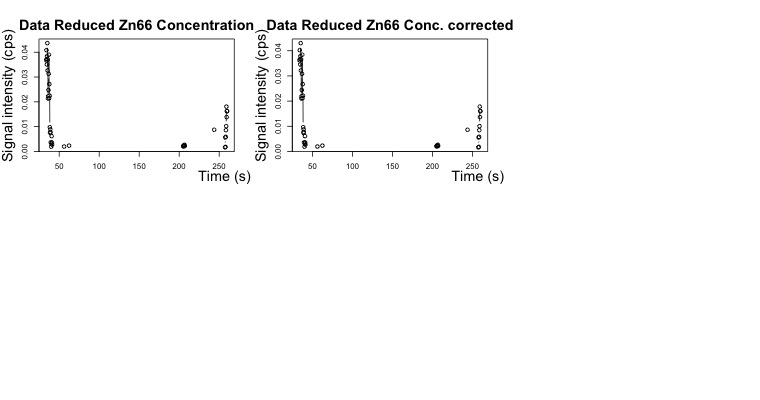 Data Reduced Zn66 Concentration
Signal intensity (cps)
0.00 0.01 0.02 0.03 0.04
50 100 150 200 250
Time (s)
Data Reduced Zn66 Conc. corrected
Signal intensity (cps)
0.00 0.01 0.02 0.03 0.04
50 100 150 200 250
Time (s)